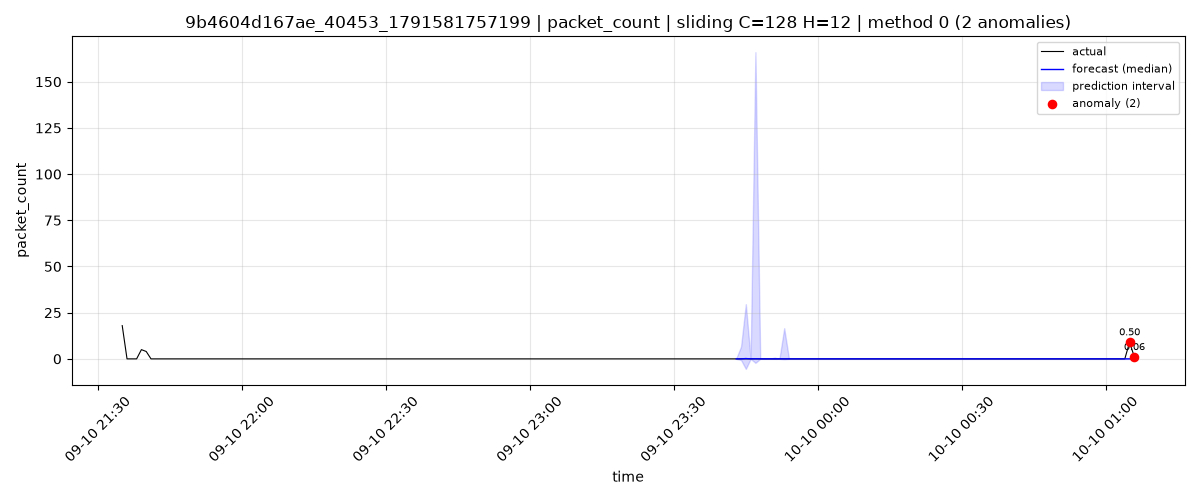 9b4604d167ae_40453_1791581757199 | packet_count | sliding C=128 H=12 | method 0 (2 anomalies)
actual
forecast (median)
prediction interval
anomaly (2)
packet_count
150
125
100
75
50
25
0
0.50
0.06
09-10 21:30
09-10 22:00
09-10 22:30
09-10 23:00
09-10 23:30
10-10 00:00
10-10 00:30
10-10 01:00
time